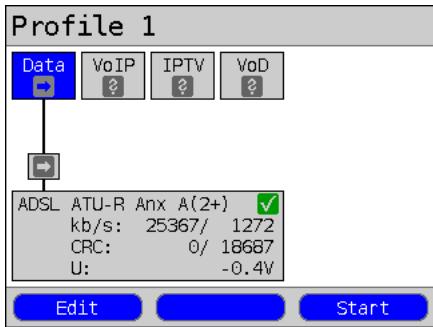 Profile 1
Data VoIP IPTV VoD
? ? ?
ADSL ATU-R Anx A(2+)
kb/s: 25367/ 1272
CRC: 0/ 18687
U: -0.4V
Edit Start